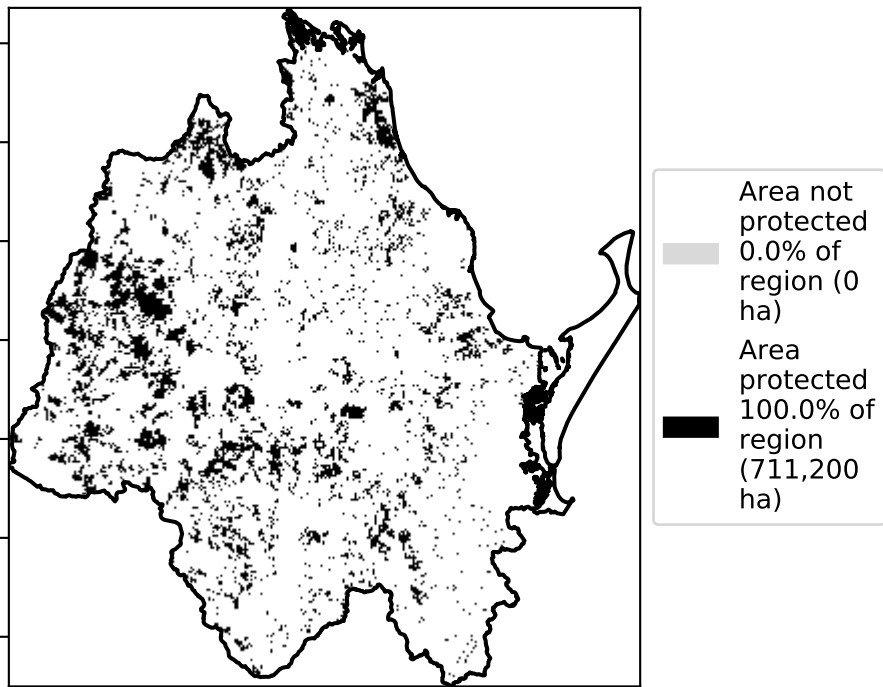 Area not
protected
0.0% of
region (0
ha)
Area
protected
100.0% of
region
(711,200
ha)